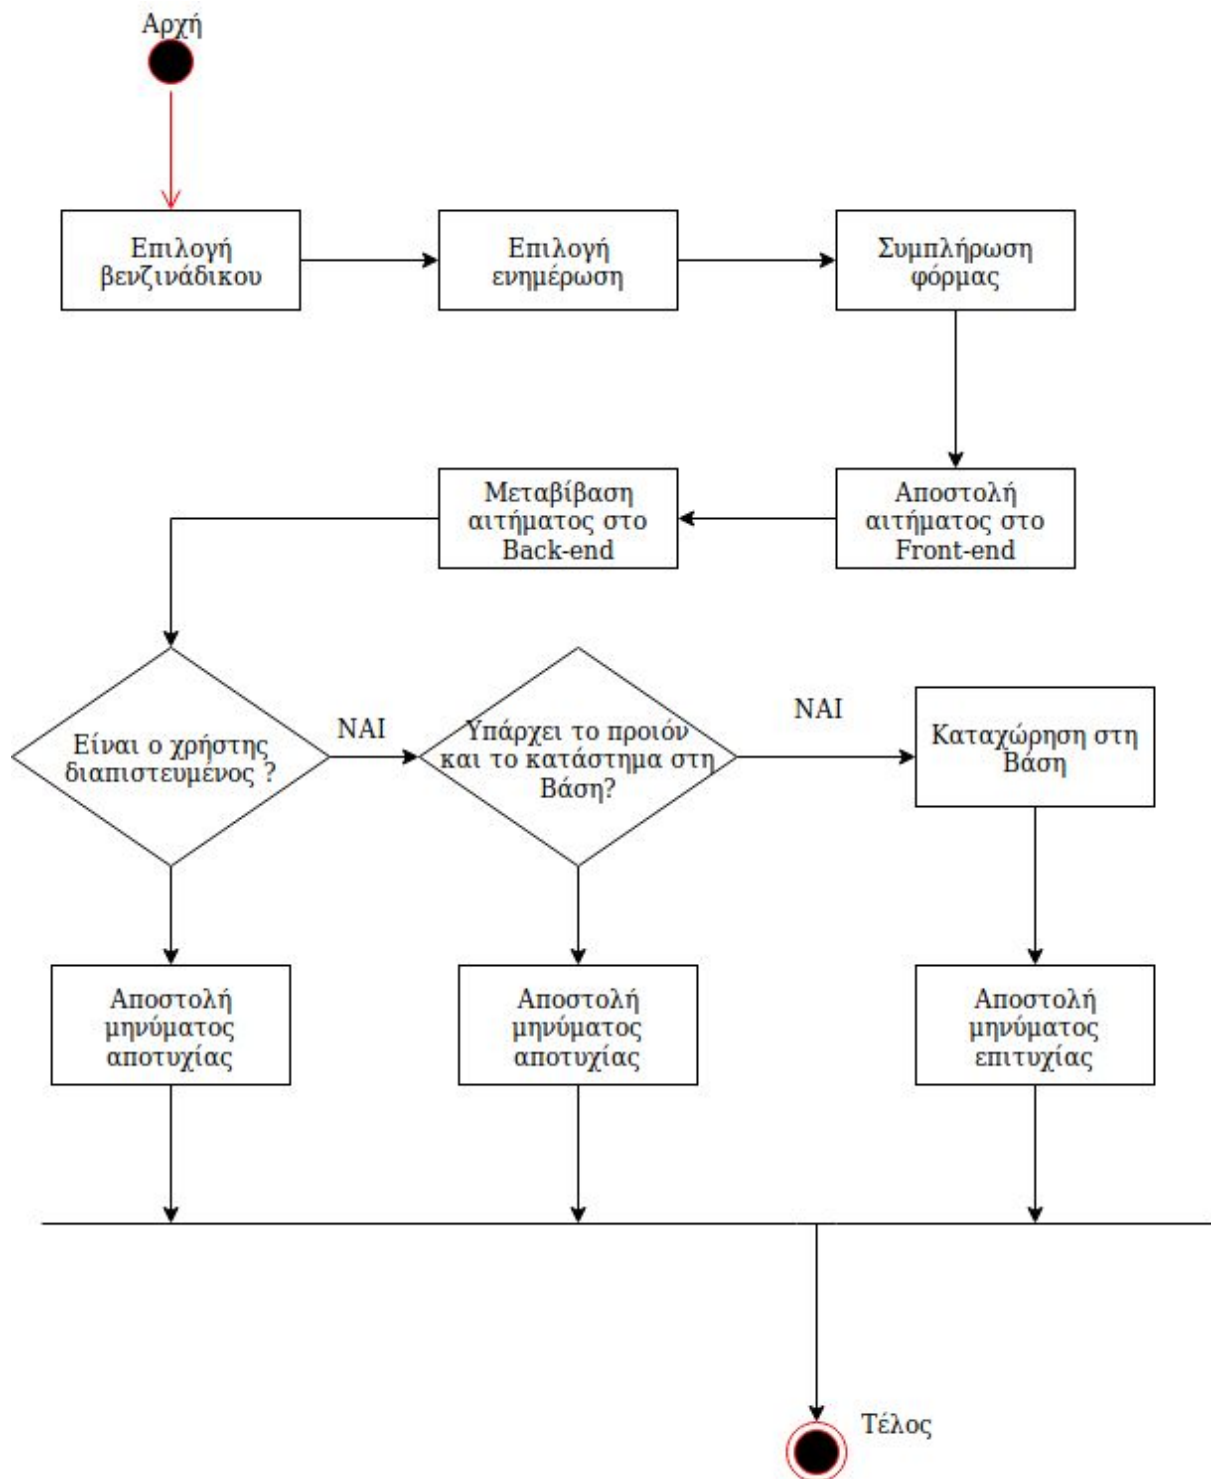 Αρχή
Επιλογή
βενζινάδικου
Επιλογή
ενημέρωση
Συμπλήρωση
φόρμας
Μεταβίβαση
αιτήματος στο
Back-end
Αποστολή
αιτήματος στο
Front-end
Είναι ο χρήστης
διαπιστευμένος ?
ΝΑΙ
Υπάρχει το προιόν
και το κατάστημα στη
Βάση?
ΝΑΙ
Καταχώρηση στη
Βάση
Αποστολή
μηνύματος
αποτυχίας
Αποστολή
μηνύματος
αποτυχίας
Αποστολή
μηνύματος
επιτυχίας
Τέλος